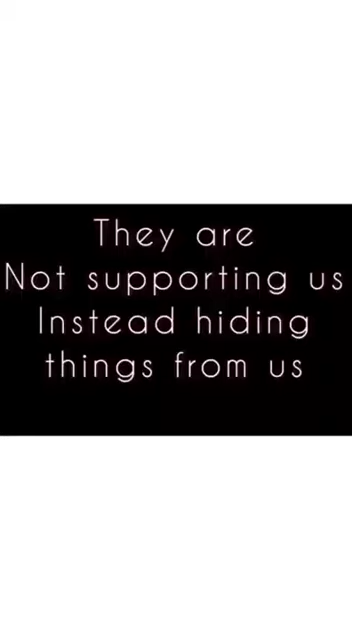 They are
Not supporting us
Instead hiding
things from us